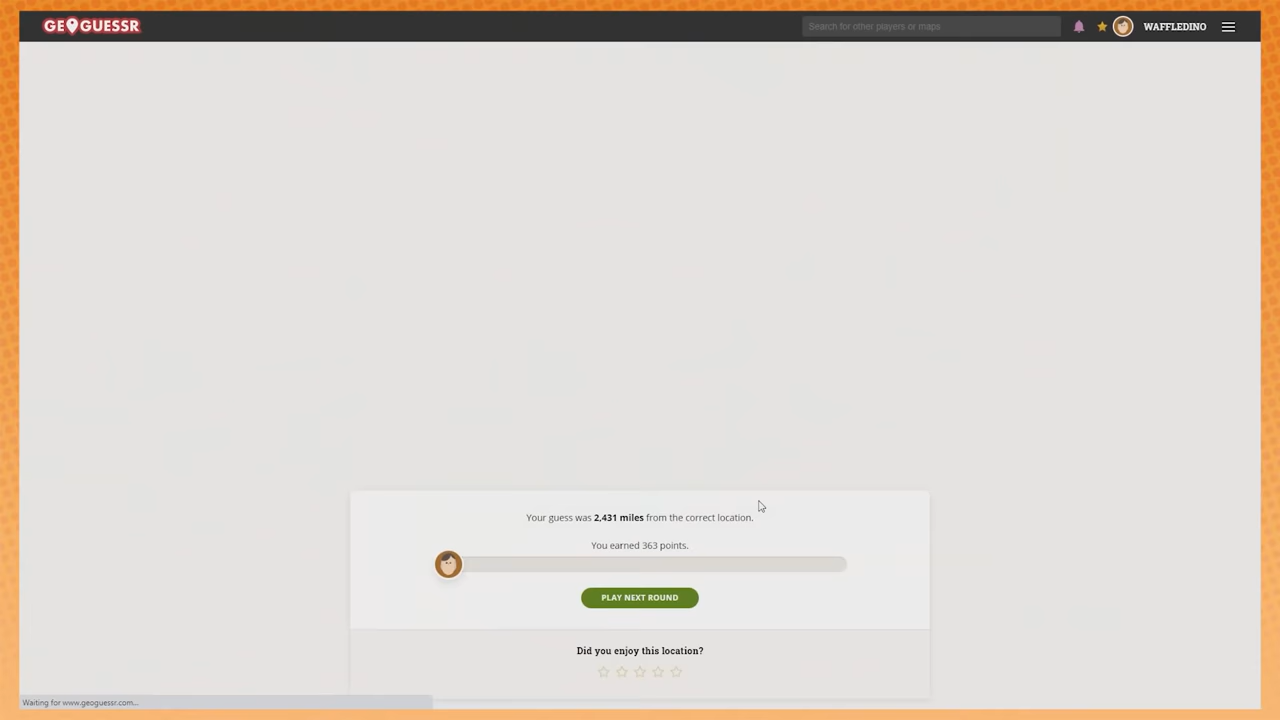 GEOGUESSR
Search for other players or maps
WAFFLEDINO
Your guess was 2,431 miles from the correct location.
You earned 363 points.
PLAY NEXT ROUND
Did you enjoy this location?
Waiting for www.geoguessr.com...